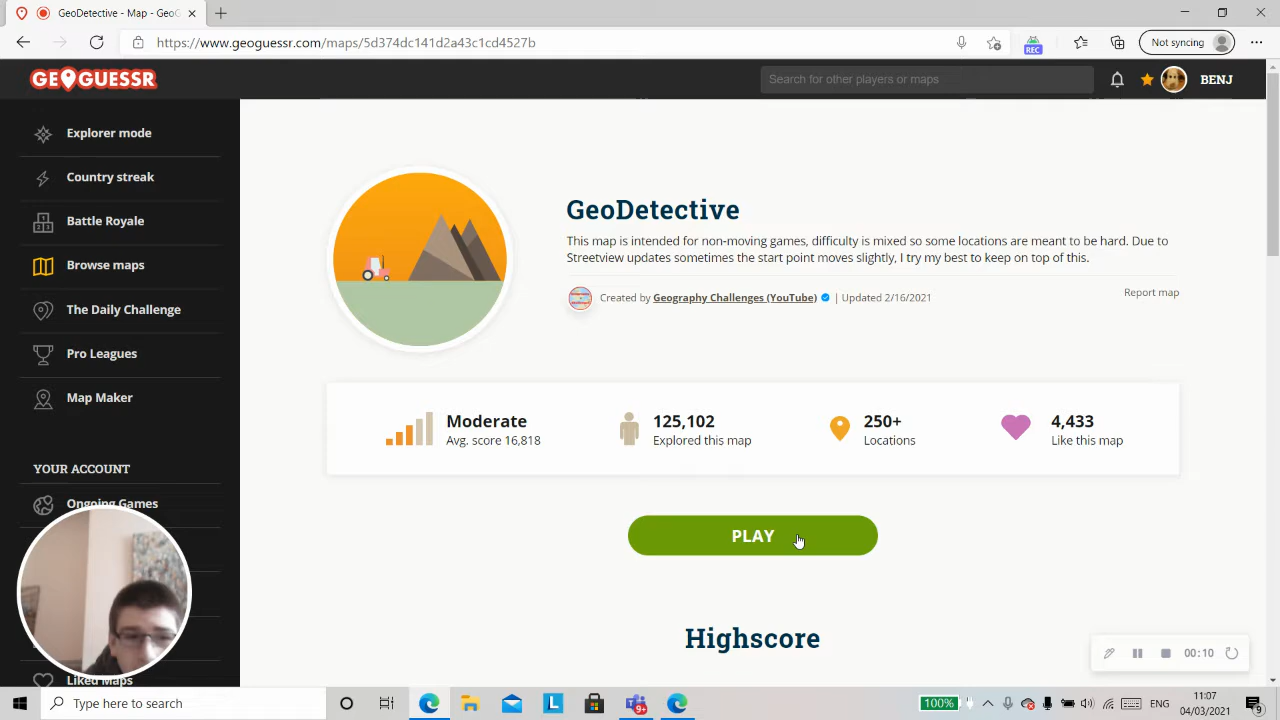 GeoDetective - Map - GeoG
https://www.geoguessr.com/maps/5d374dc141d2a43c1cd4527b
REC
Not syncing
GEOGUESSR
Search for other players or maps
BENJ
Explorer mode
Country streak
Battle Royale
Browse maps
The Daily Challenge
Pro Leagues
Map Maker
YOUR ACCOUNT
Ongoing Games
Liked Maps
GeoDetective
This map is intended for non-moving games, difficulty is mixed so some locations are meant to be hard. Due to
Streetview updates sometimes the start point moves slightly, I try my best to keep on top of this.
Created by Geography Challenges (YouTube) | Updated 2/16/2021
Report map
Moderate
Avg. score 16,818
125,102
Explored this map
250+
Locations
4,433
Like this map
PLAY
Highscore
00:10
Type here to search
L
9+
100%
ENG
11:07
04/03/2021
9